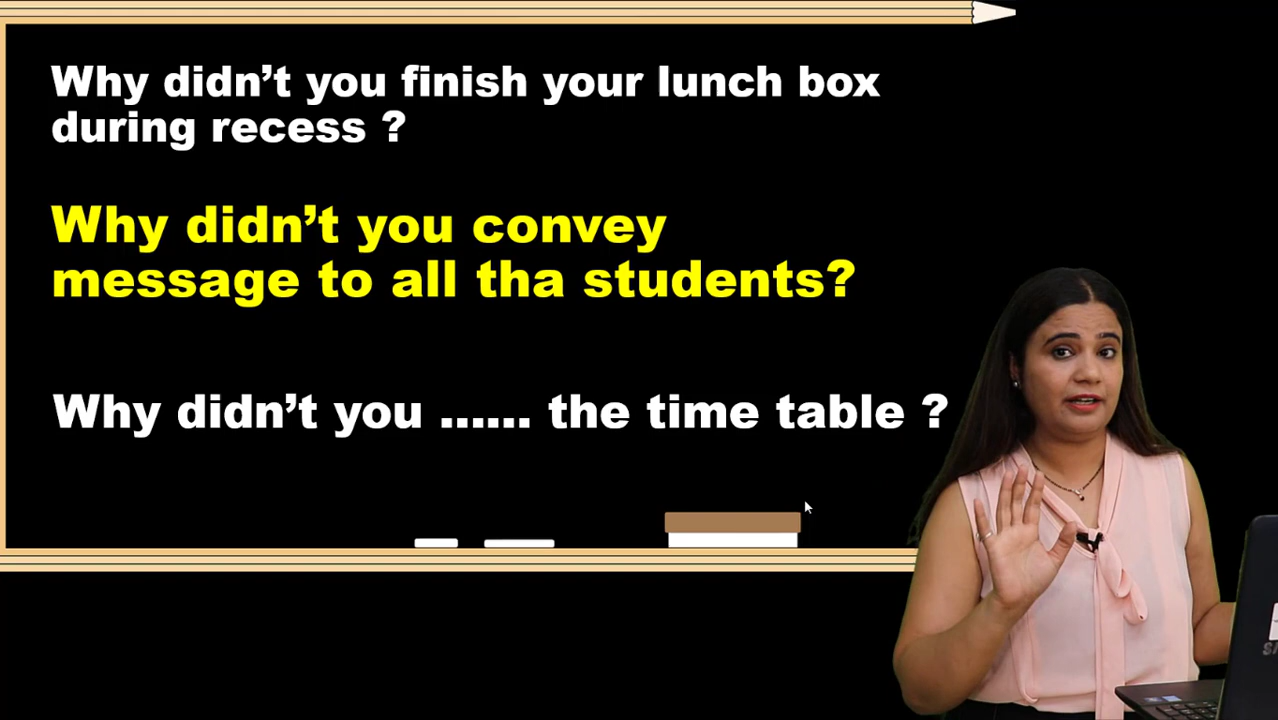 Why didn’t you finish your lunch box
during recess ?
Why didn’t you convey
message to all tha students?
Why didn’t you ...... the time table ?